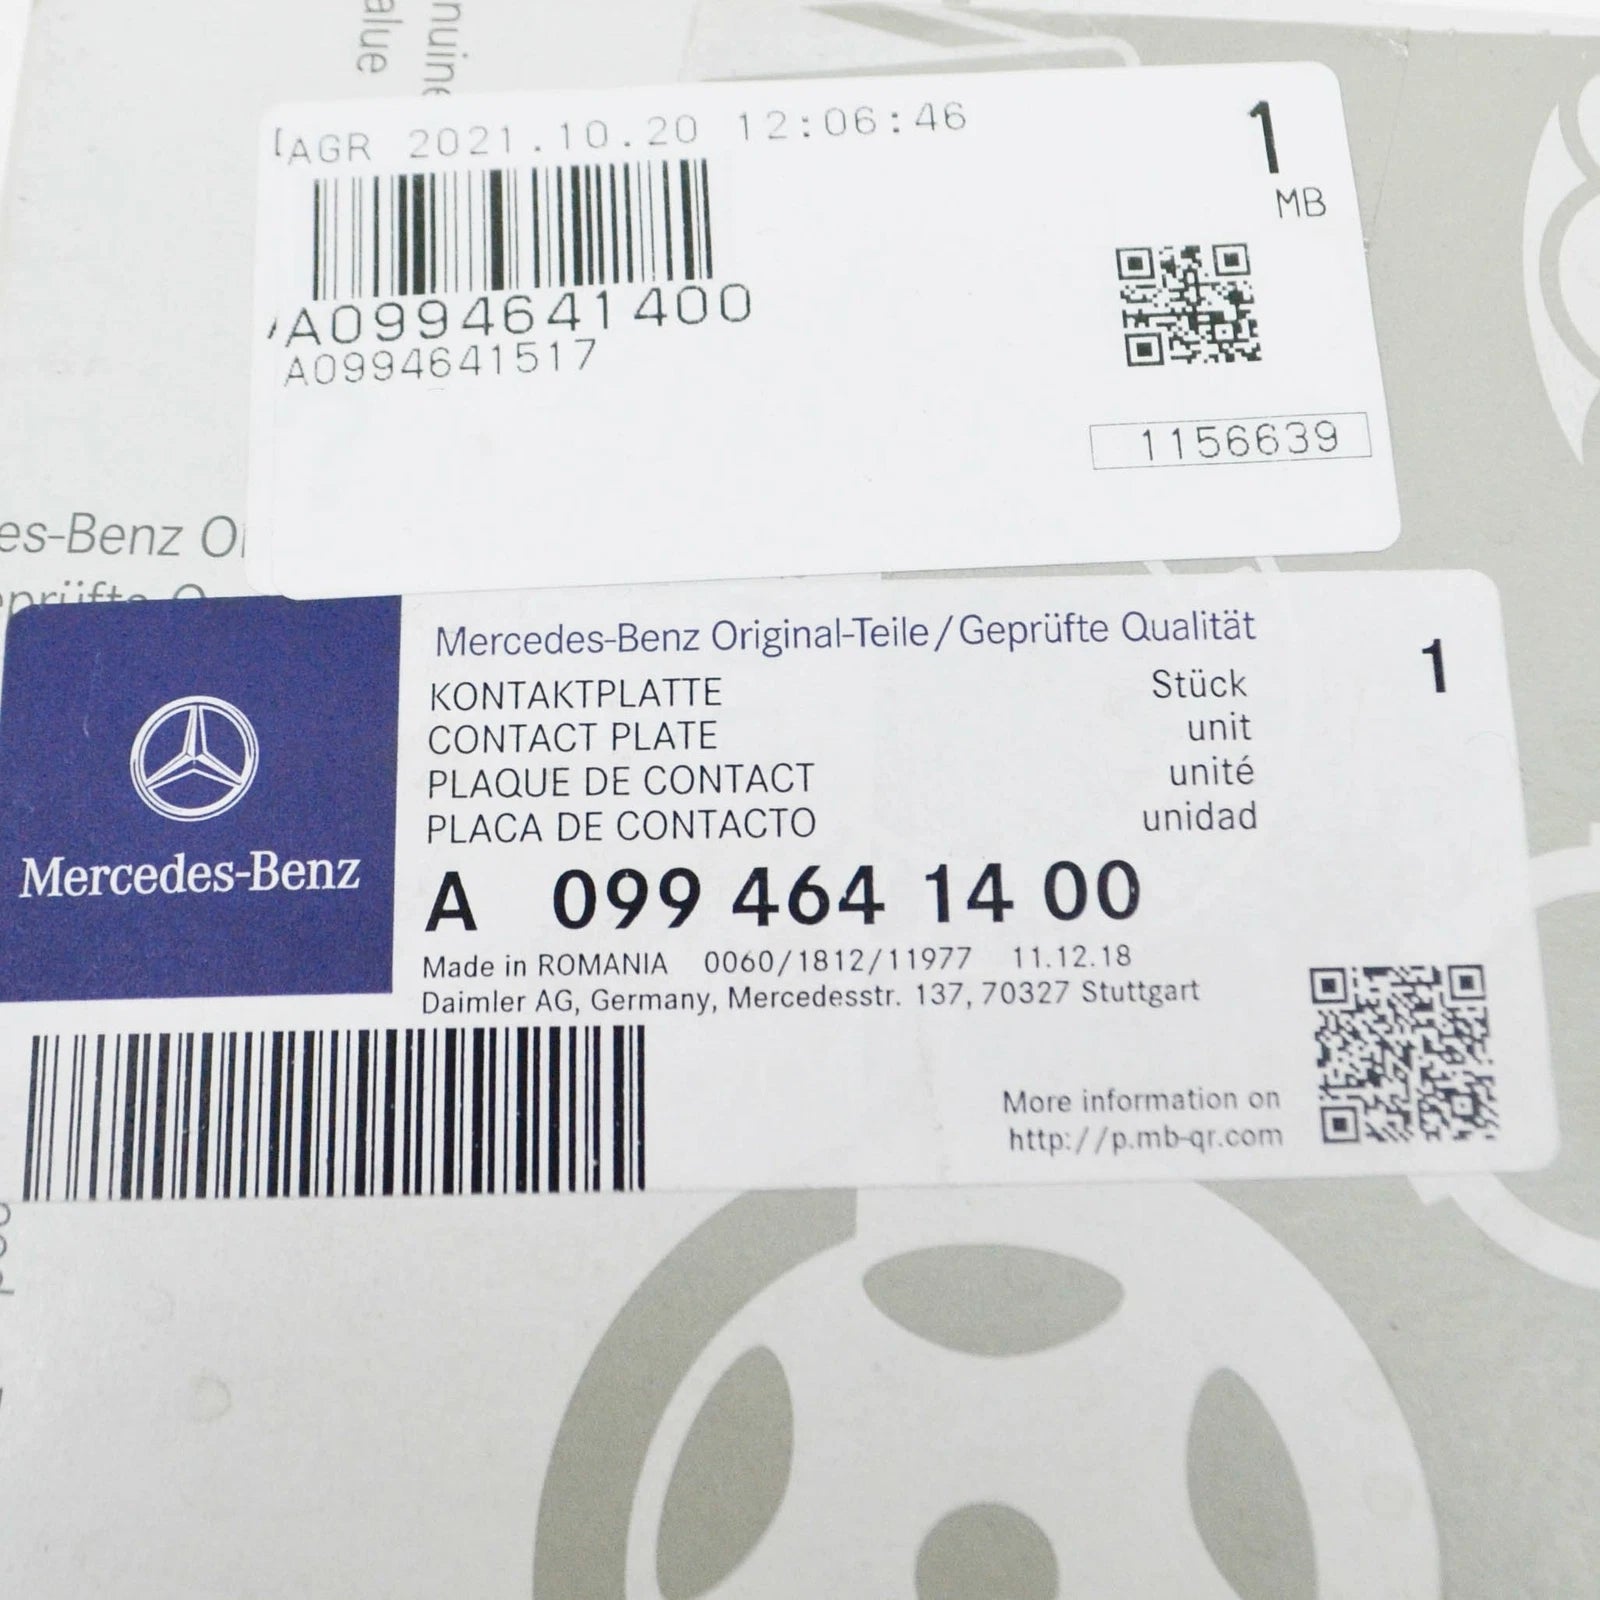 nuine
alue
AGR 2021.10.20 12:06:46
1
MB
A0994641400
A0994641517
1156639
es-Benz O
eprüfte Q
Mercedes-Benz
Mercedes-Benz Original-Teile/Geprüfte Qualität
KONTAKTPLATTE Stück 1
CONTACT PLATE unit
PLAQUE DE CONTACT unité
PLACA DE CONTACTO unidad
A 099 464 14 00
Made in ROMANIA 0060/1812/11977 11.12.18
Daimler AG, Germany, Mercedesstr. 137, 70327 Stuttgart
More information on
http://p.mb-qr.com